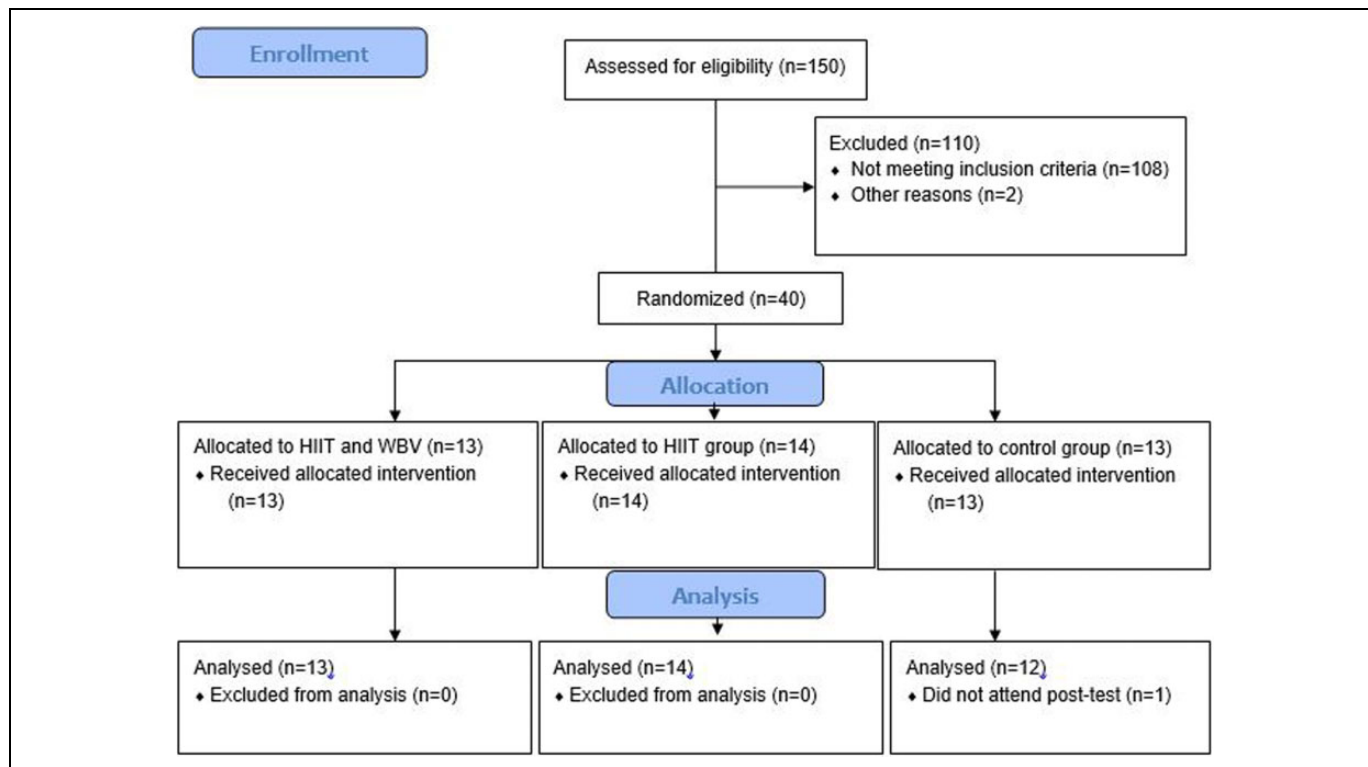 Enrollment
Assessed for eligibility (n=150)
Excluded (n=110)
♦ Not meeting inclusion criteria (n=108)
♦ Other reasons (n=2)
Randomized (n=40)
Allocation
Allocated to HIIT and WBV (n=13)
♦ Received allocated intervention
(n=13)
Allocated to HIIT group (n=14)
♦ Received allocated intervention
(n=14)
Allocated to control group (n=13)
♦ Received allocated intervention
(n=13)
Analysis
Analysed (n=13)
♦ Excluded from analysis (n=0)
Analysed (n=14)
♦ Excluded from analysis (n=0)
Analysed (n=12)
♦ Did not attend post-test (n=1)